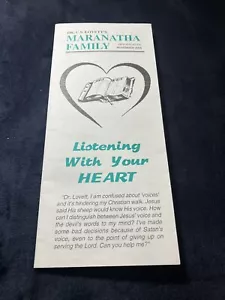 DR. C.S. LOVETT'S
MARANATHA
FAMILY
Listening
With Your
HEART
"Dr. Lovett, I am confused about 'voices'
and it's hindering my Christian walk. Jesus
said His sheep would know His voice. How
can I distinguish between Jesus' voice and
the devil's words to my mind? I've made
some bad decisions because of Satan's
voice, even to the point of giving up on
serving the Lord. Can you help me?"